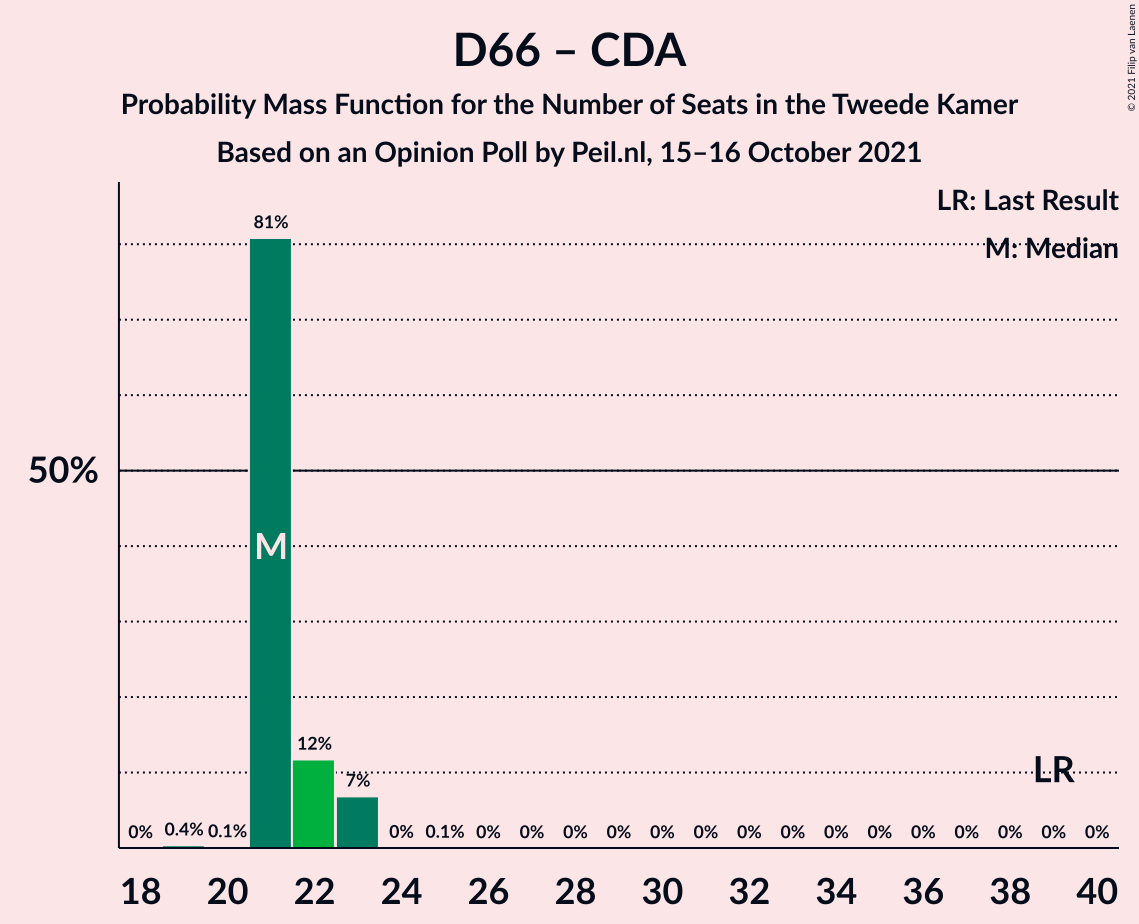 D66 – CDA
Probability Mass Function for the Number of Seats in the Tweede Kamer
Based on an Opinion Poll by Peil.nl, 15–16 October 2021
© 2021 Filip van Laenen
LR: Last Result
M: Median
81%
50%
M
12%
7%
LR
0% 0.4% 0.1% 0% 0.1% 0% 0% 0% 0% 0% 0% 0% 0% 0% 0% 0% 0% 0% 0% 0%
18 20 22 24 26 28 30 32 34 36 38 40